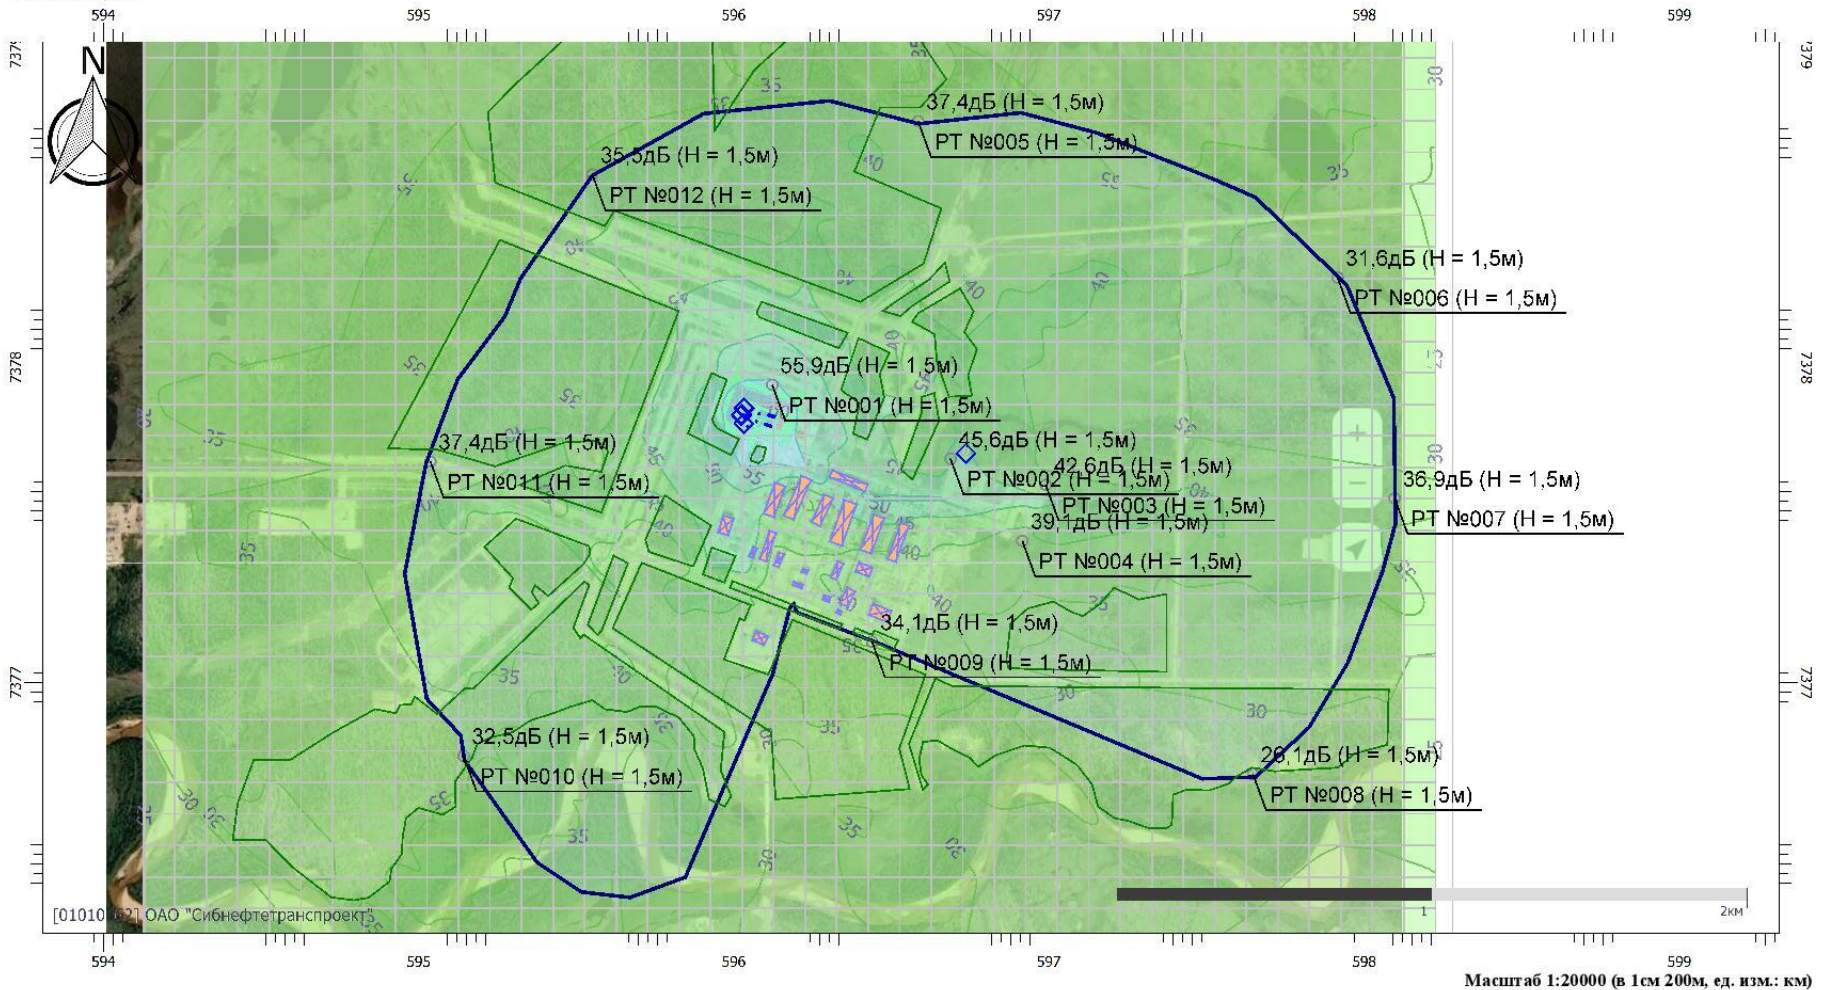 594 595 596 597 598 599
N
37,4дБ (H = 1,5м)
РТ №005 (H = 1,5м)
35,5дБ (H = 1,5м)
РТ №012 (H = 1,5м)
31,6дБ (H = 1,5м)
РТ №006 (H = 1,5м)
55,9дБ (H = 1,5м)
РТ №001 (H = 1,5м)
37,4дБ (H = 1,5м)
РТ №011 (H = 1,5м)
45,6дБ (H = 1,5м)
РТ №002 (H = 1,5м)
42,6дБ (H = 1,5м)
РТ №003 (H = 1,5м)
36,9дБ (H = 1,5м)
РТ №007 (H = 1,5м)
39,1дБ (H = 1,5м)
РТ №004 (H = 1,5м)
34,1дБ (H = 1,5м)
РТ №009 (H = 1,5м)
32,5дБ (H = 1,5м)
РТ №010 (H = 1,5м)
РТ №008 (H = 1,5м)
7379
7378 7378
7377 7377
ОАО "Сибнефтетранспроект"
1 2км
594 595 596 597 598 599
Масштаб 1:20000 (в 1см 200м, ед. изм.: км)